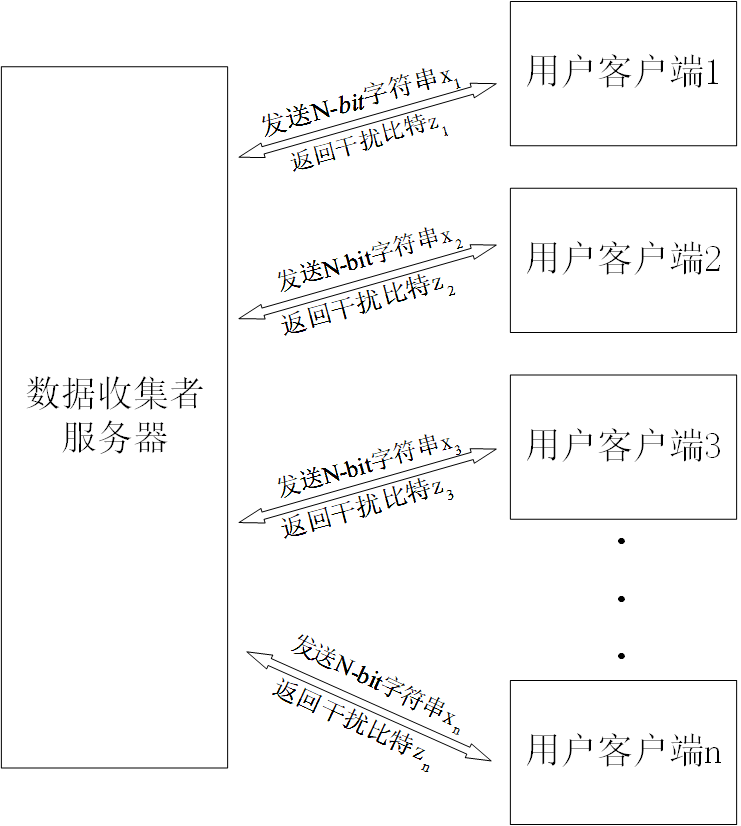 数据收集者
服务器
发送N-bit字符串x₁
返回干扰比特z₁
用户客户端1
发送N-bit字符串x₂
返回干扰比特z₂
用户客户端2
发送N-bit字符串x₃
返回干扰比特z₃
用户客户端3
发送N-bit字符串xₙ
返回干扰比特zₙ
用户客户端n